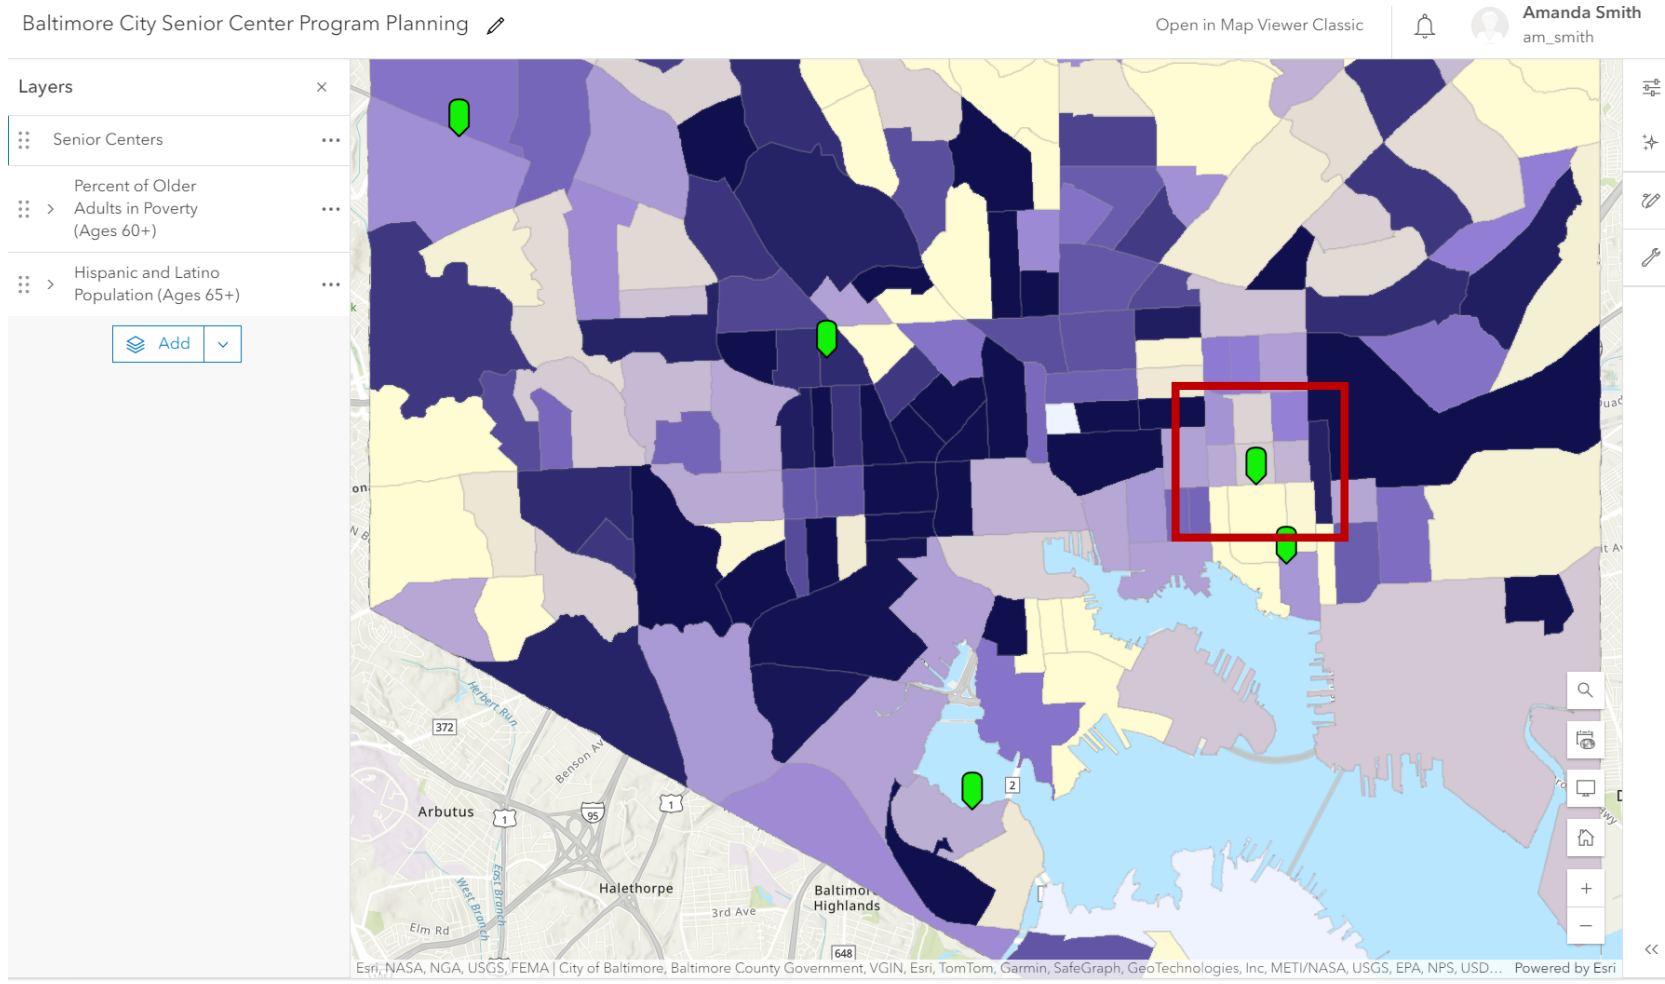 Baltimore City Senior Center Program Planning
Open in Map Viewer Classic
Amanda Smith
am_smith
Layers
Senior Centers
Percent of Older
Adults in Poverty
(Ages 60+)
Hispanic and Latino
Population (Ages 65+)
Add
372
Herbert Run
Benson Av
Arbutus
1
95
1
2
Halethorpe
Baltimor
Highlands
3rd Ave
West Branch
East Branch
Elm Rd
648
Esri, NASA, NGA, USGS, FEMA | City of Baltimore, Baltimore County Government, VGIN, Esri, TomTom, Garmin, SafeGraph, GeoTechnologies, Inc, METI/NASA, USGS, EPA, NPS, USD...
Powered by Esri